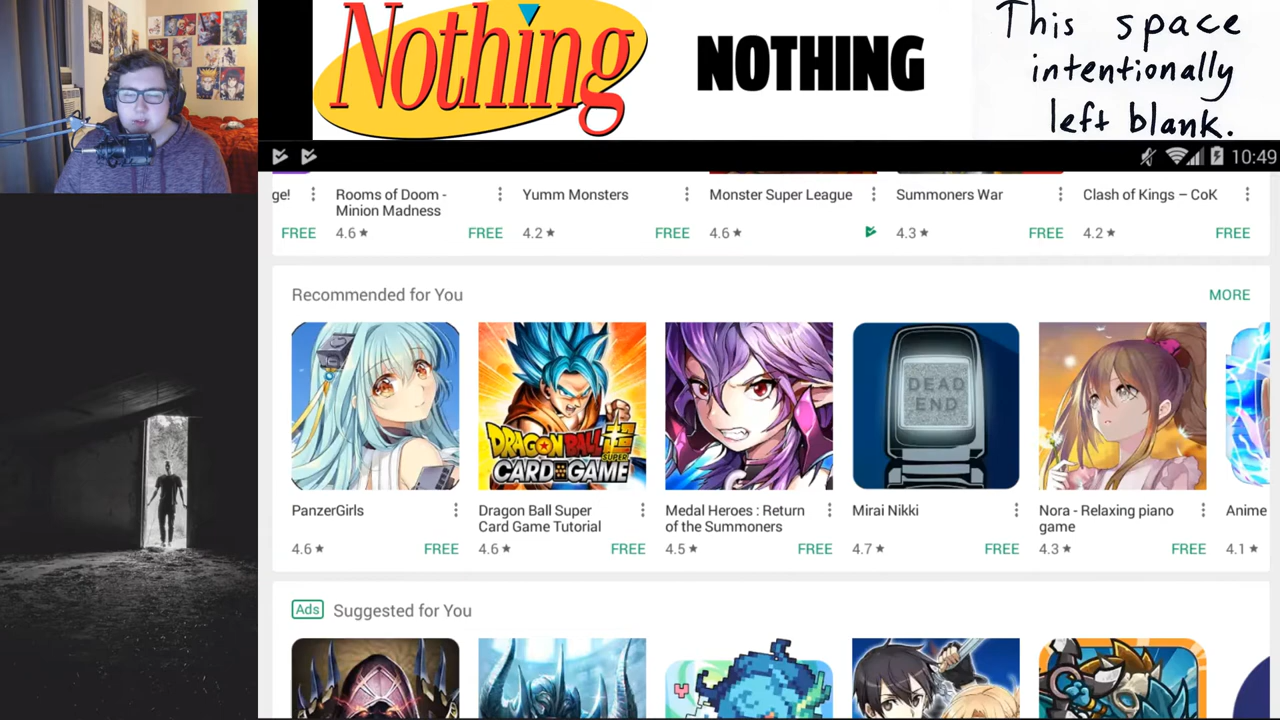 Nothing
NOTHING
This space
intentionally
left blank.
10:49
ge!
FREE
Rooms of Doom -
Minion Madness
4.6★
FREE
Yumm Monsters
4.2★
FREE
Monster Super League
4.6★
Summoners War
4.3★
FREE
Clash of Kings – CoK
4.2★
FREE
Recommended for You
MORE
DRAGON BALL 超
SUPER
CARD GAME
DEAD
END
PanzerGirls
4.6★
FREE
Dragon Ball Super
Card Game Tutorial
4.6★
FREE
Medal Heroes : Return
of the Summoners
4.5★
FREE
Mirai Nikki
4.7★
FREE
Nora - Relaxing piano
game
4.3★
FREE
Anime
4.1★
Ads
Suggested for You